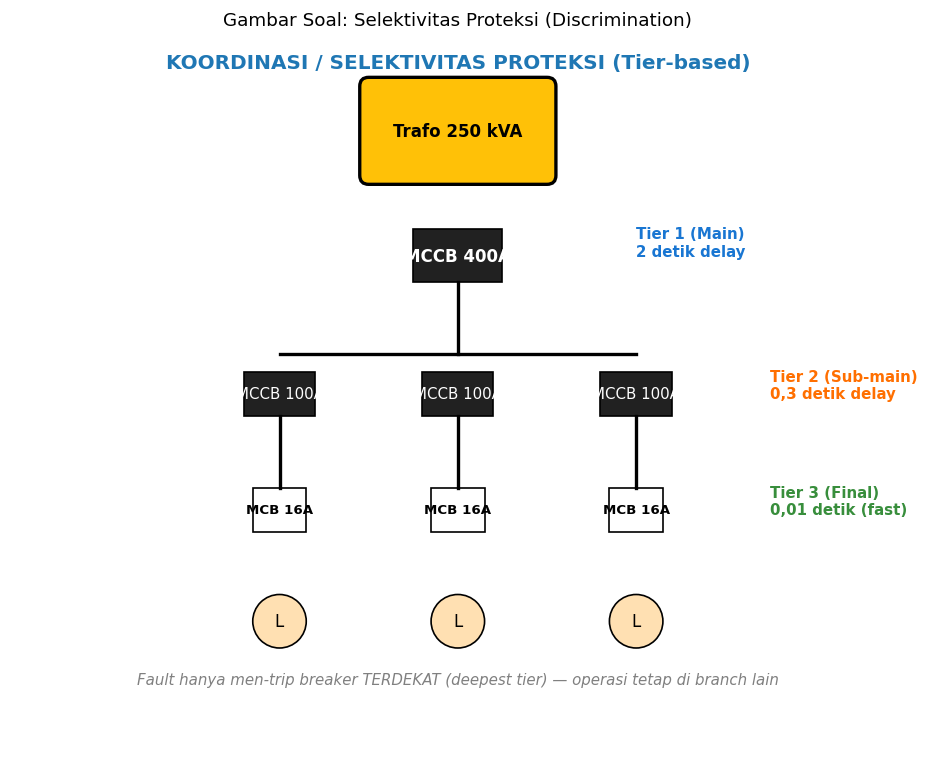 Gambar Soal: Selektivitas Proteksi (Discrimination)
KOORDINASI / SELEKTIVITAS PROTEKSI (Tier-based)
Trafo 250 kVA
MCCB 400A
Tier 1 (Main)
2 detik delay
MCCB 100A
MCCB 100A
MCCB 100A
Tier 2 (Sub-main)
0,3 detik delay
MCB 16A
MCB 16A
MCB 16A
Tier 3 (Final)
0,01 detik (fast)
L
L
L
Fault hanya men-trip breaker TERDEKAT (deepest tier) — operasi tetap di branch lain